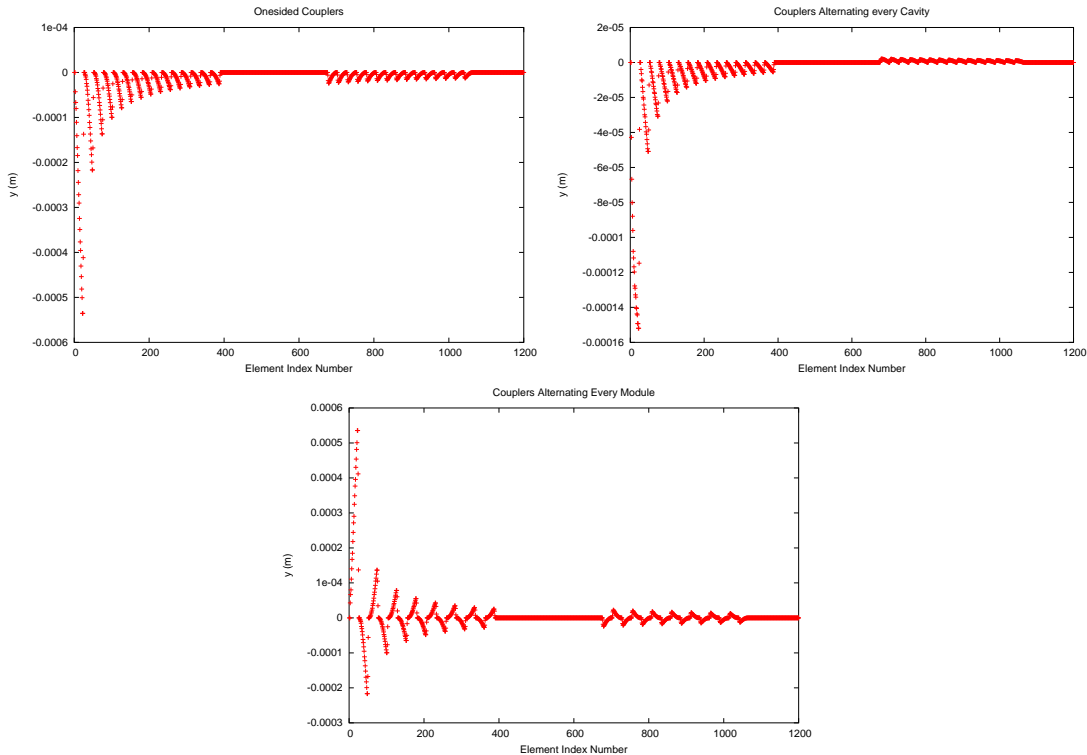 Onesided Couplers
1e-04
0
-0.0001
-0.0002
-0.0003
-0.0004
-0.0005
-0.0006
y (m)
0 200 400 600 800 1000 1200
Element Index Number
Couplers Alternating every Cavity
2e-05
0
-2e-05
-4e-05
-6e-05
-8e-05
-0.0001
-0.00012
-0.00014
-0.00016
y (m)
0 200 400 600 800 1000 1200
Element Index Number
Couplers Alternating Every Module
0.0006
0.0005
0.0004
0.0003
0.0002
1e-04
0
-0.0001
-0.0002
-0.0003
y (m)
0 200 400 600 800 1000 1200
Element Index Number